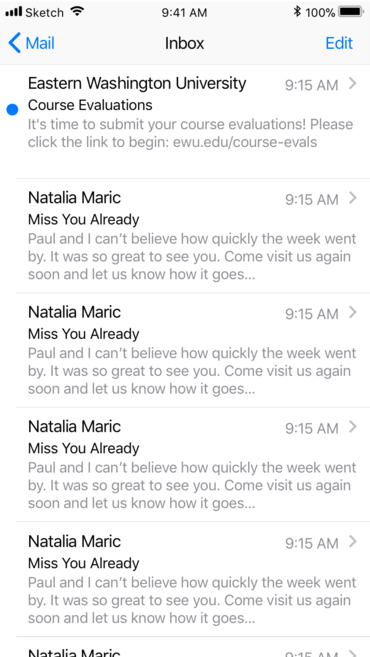 Sketch 9:41 AM 100%
Mail Inbox Edit
Eastern Washington University 9:15 AM
Course Evaluations
It's time to submit your course evaluations! Please
click the link to begin: ewu.edu/course-evals
Natalia Maric 9:15 AM
Miss You Already
Paul and I can’t believe how quickly the week went
by. It was so great to see you. Come visit us again
soon and let us know how it goes...
Natalia Maric 9:15 AM
Miss You Already
Paul and I can’t believe how quickly the week went
by. It was so great to see you. Come visit us again
soon and let us know how it goes...
Natalia Maric 9:15 AM
Miss You Already
Paul and I can’t believe how quickly the week went
by. It was so great to see you. Come visit us again
soon and let us know how it goes...
Natalia Maric 9:15 AM
Miss You Already
Paul and I can’t believe how quickly the week went
by. It was so great to see you. Come visit us again
soon and let us know how it goes...
Natalia Maric 9:15 AM